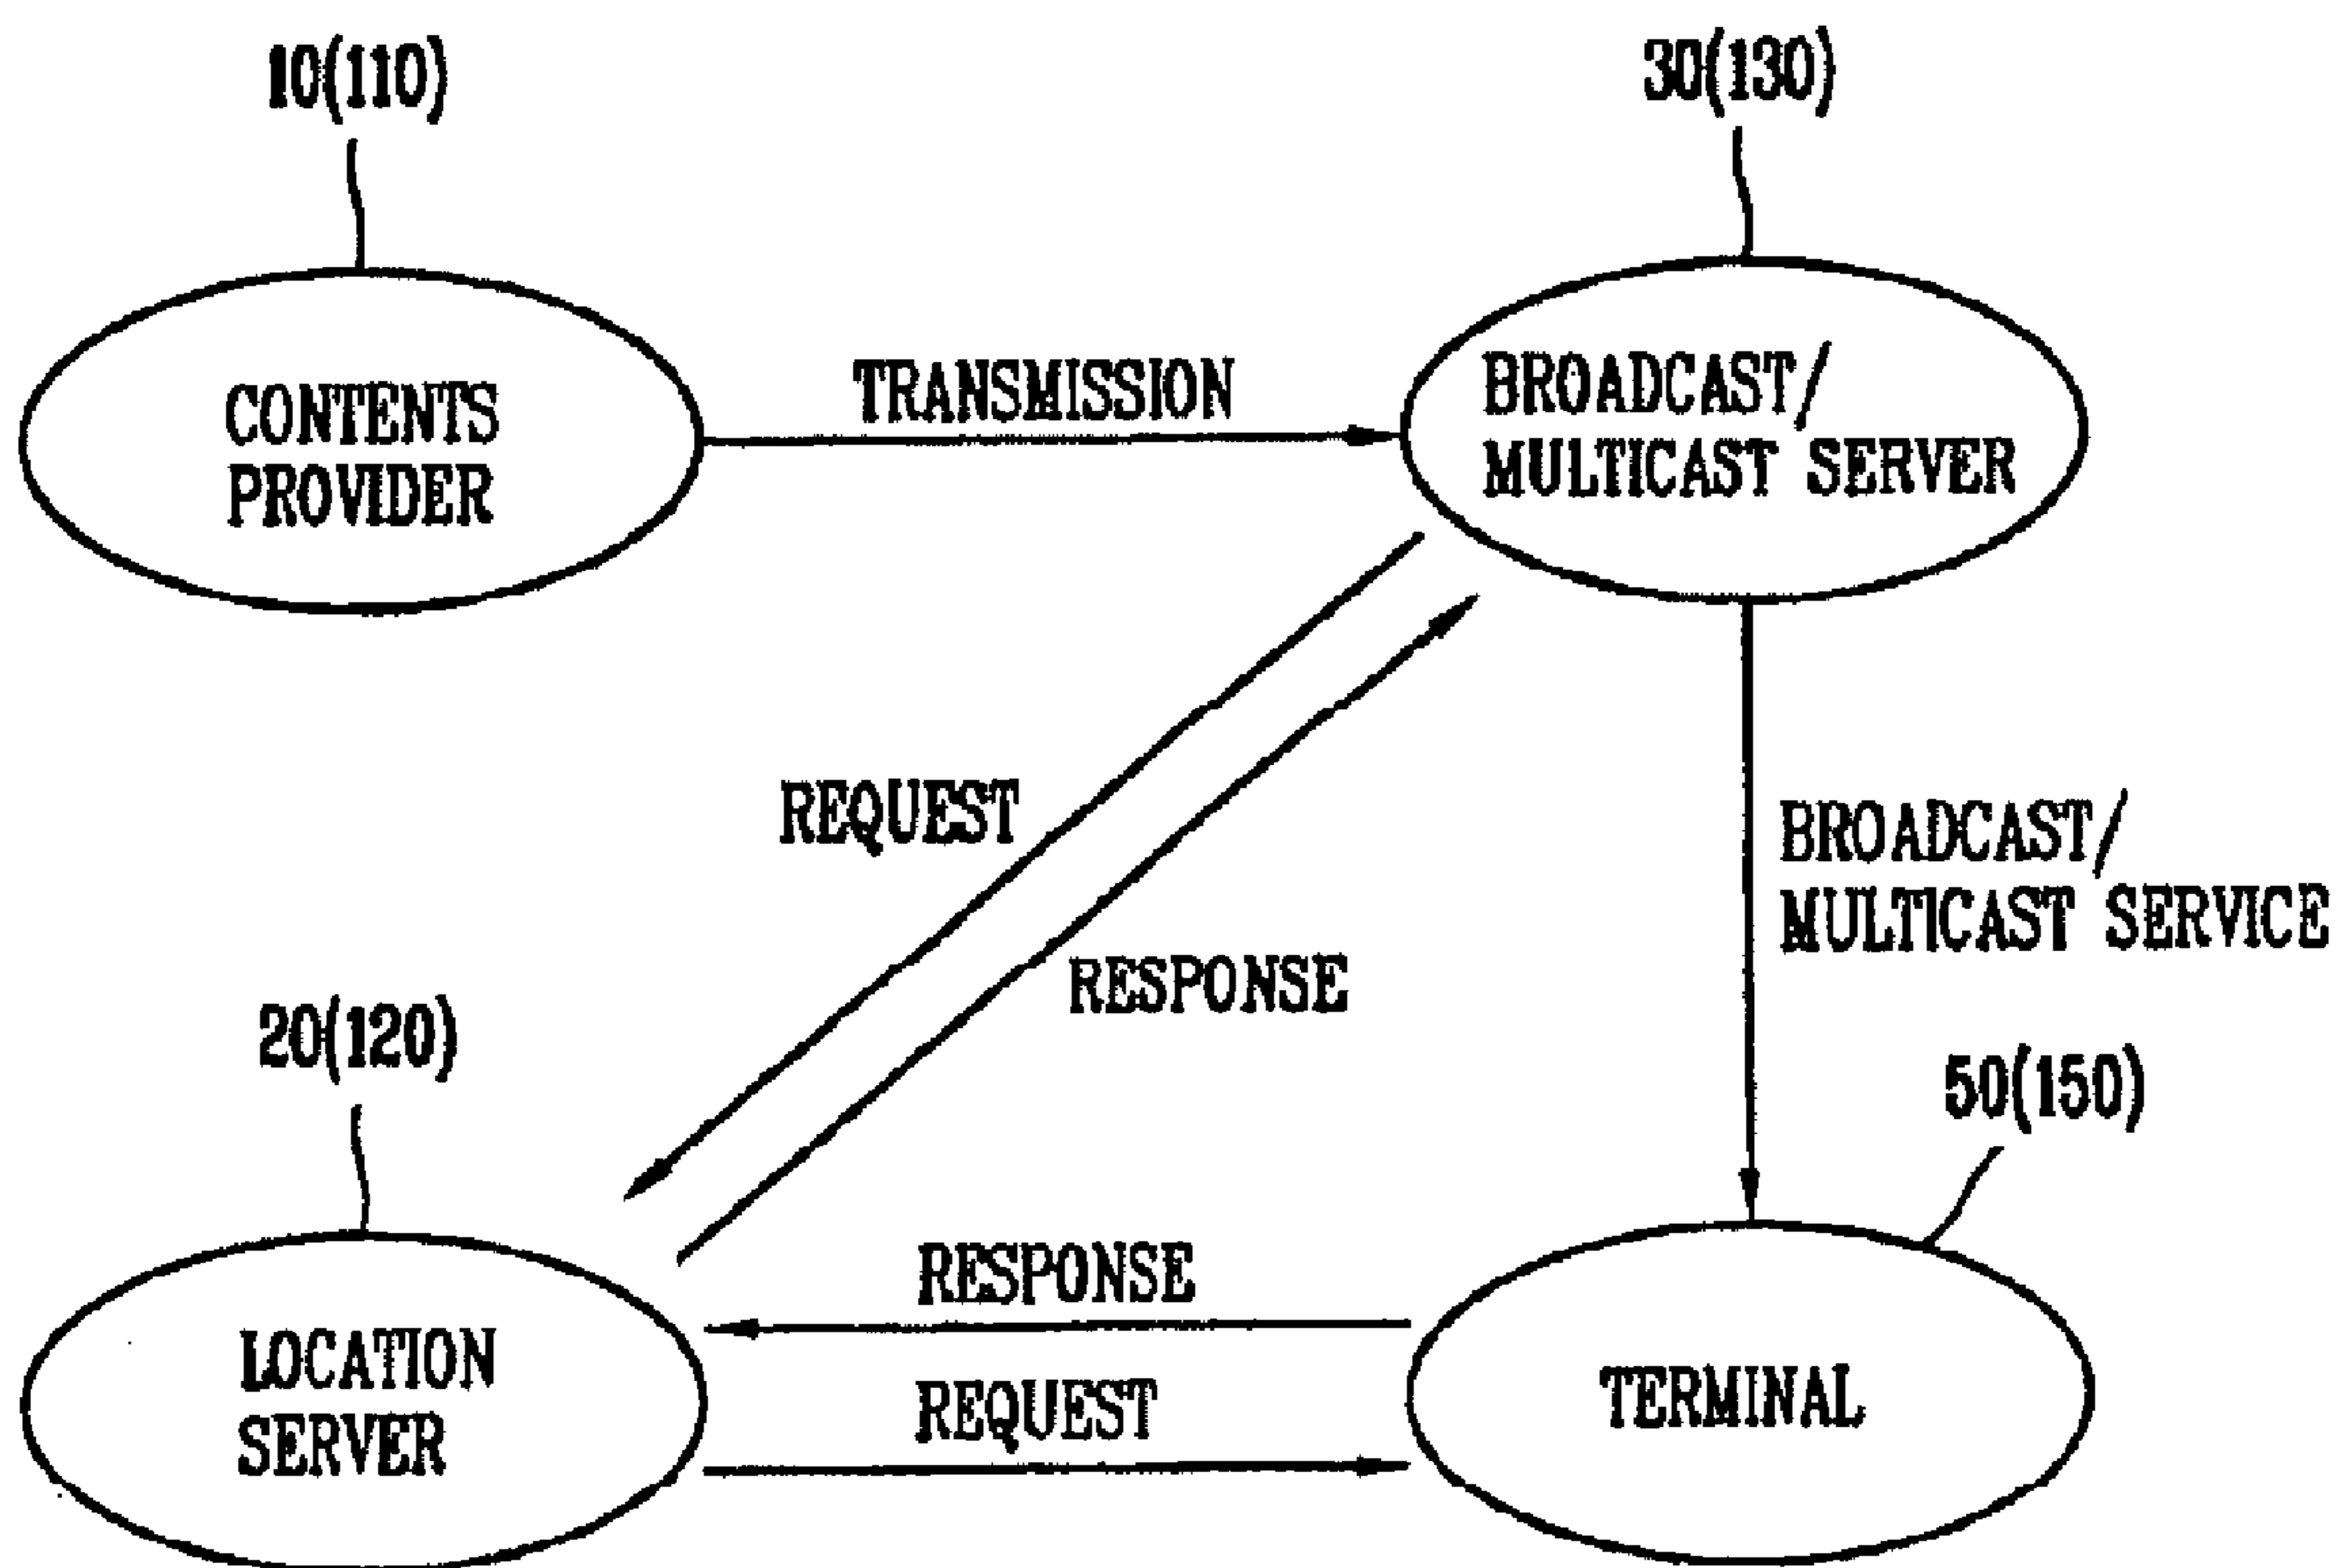 10(110)
30(130)
CONTENTS
PROVIDER
TRANSMISSION
BROADCAST/
MULTICAST SERVER
REQUEST
RESPONSE
BROADCAST/
MULTICAST SERVICE
20(120)
50(150)
LOCATION
SERVER
RESPONSE
REQUEST
TERMINAL